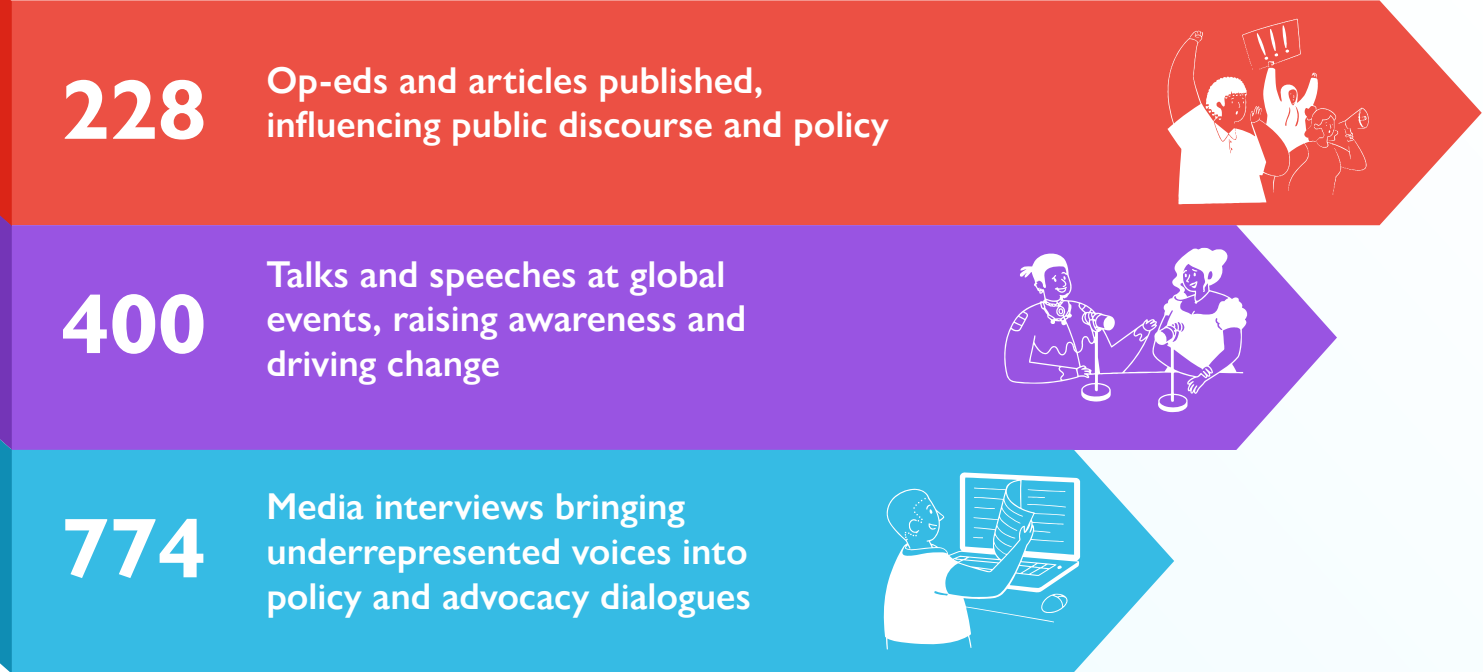 228
Op-eds and articles published,
influencing public discourse and policy
400
Talks and speeches at global
events, raising awareness and
driving change
774
Media interviews bringing
underrepresented voices into
policy and advocacy dialogues